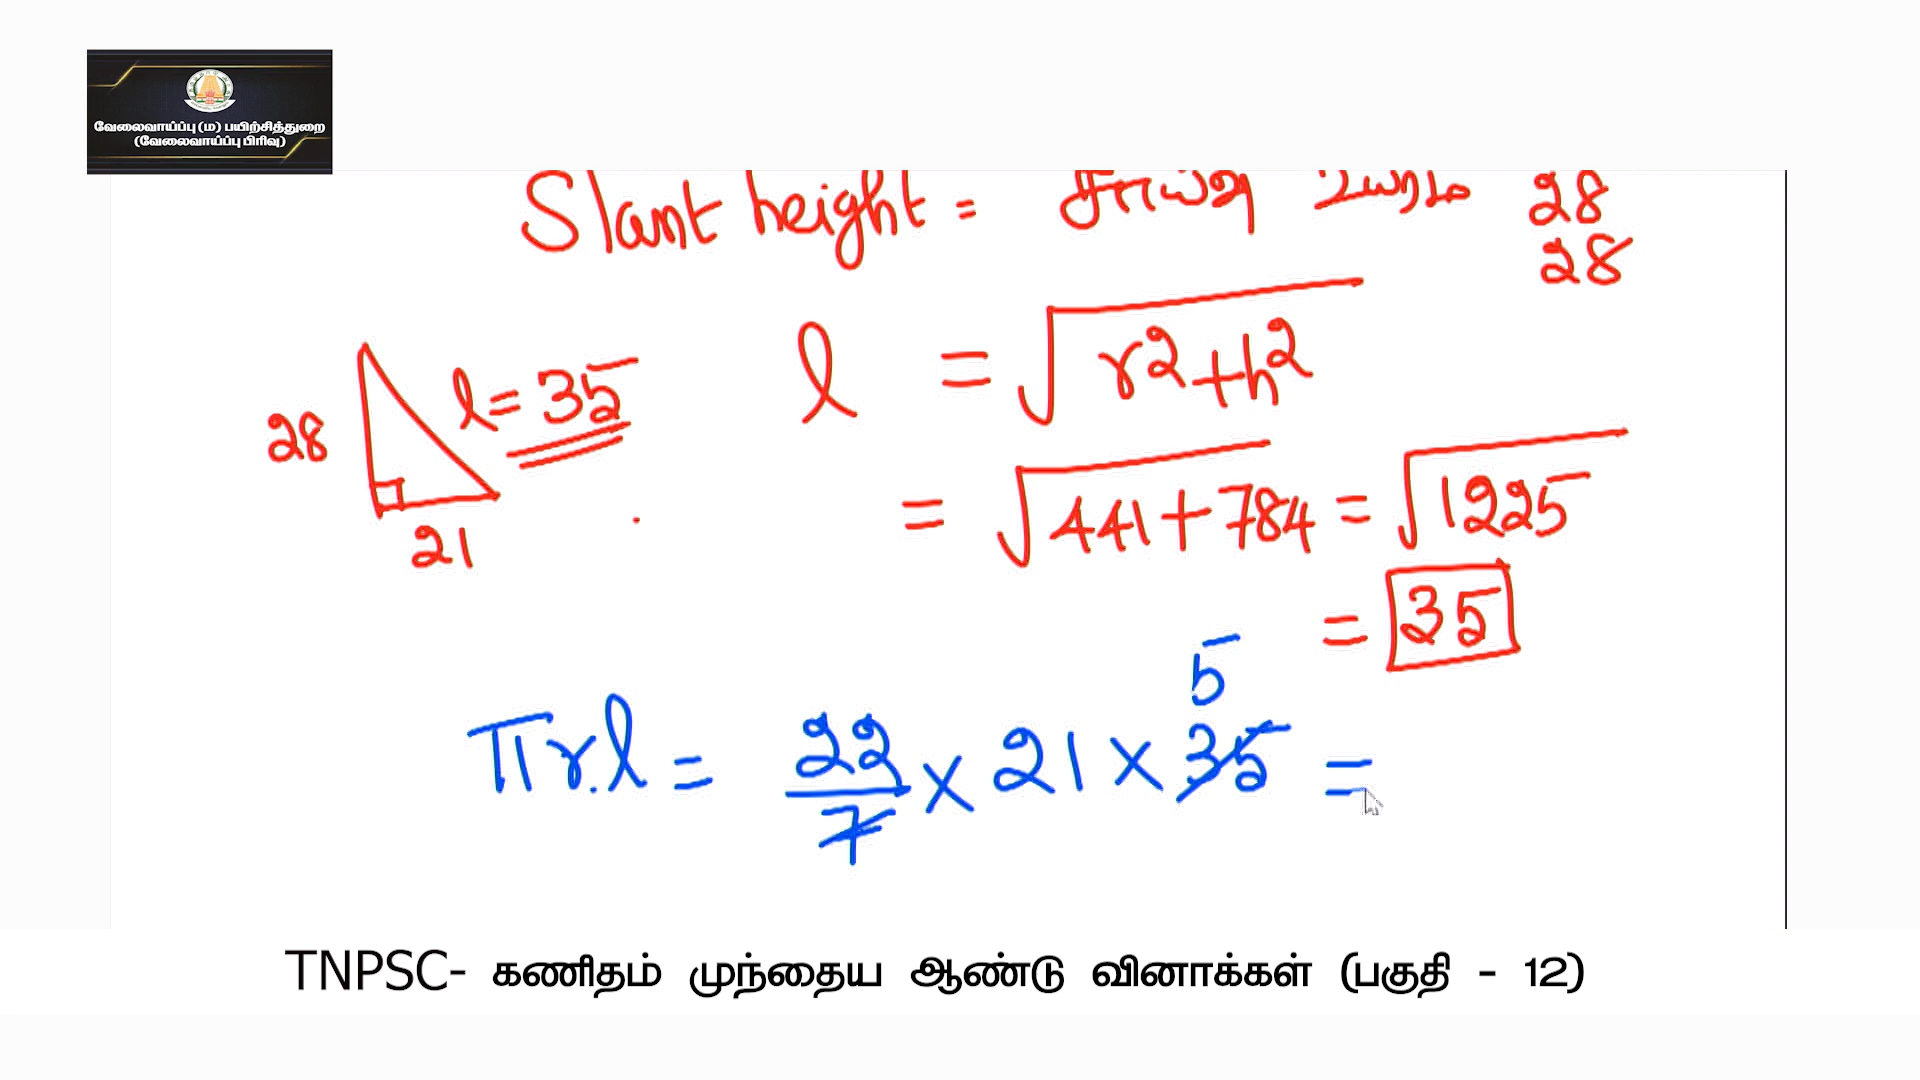 வேலைவாய்ப்பு (ம) பயிற்சித்துறை
(வேலைவாய்ப்பு பிரிவு)
Slant height = சாய்வு உயரம் 28
28
l = √r2+h²
28
l = 35
= √441+784 = √1225
21
= 35
5
πr.l = 22/7 × 21 × 35 =
TNPSC- கணிதம் முந்தைய ஆண்டு வினாக்கள் (பகுதி - 12)